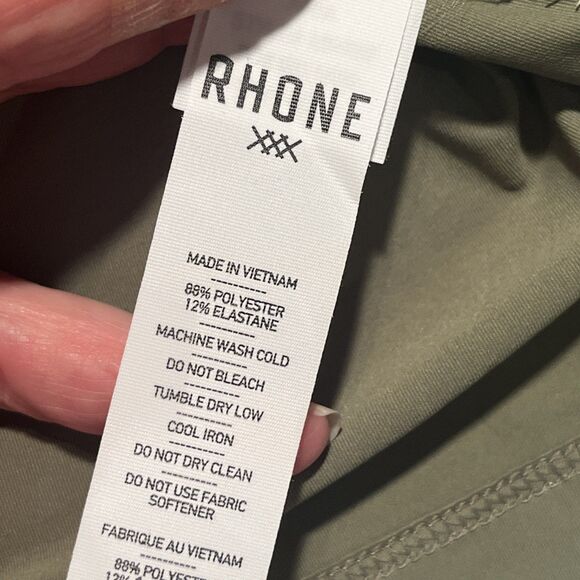 RHONE
MADE IN VIETNAM
88% POLYESTER
12% ELASTANE
MACHINE WASH COLD
DO NOT BLEACH
TUMBLE DRY LOW
COOL IRON
DO NOT DRY CLEAN
DO NOT USE FABRIC
SOFTENER
FABRIQUE AU VIETNAM
88% POLYESTER